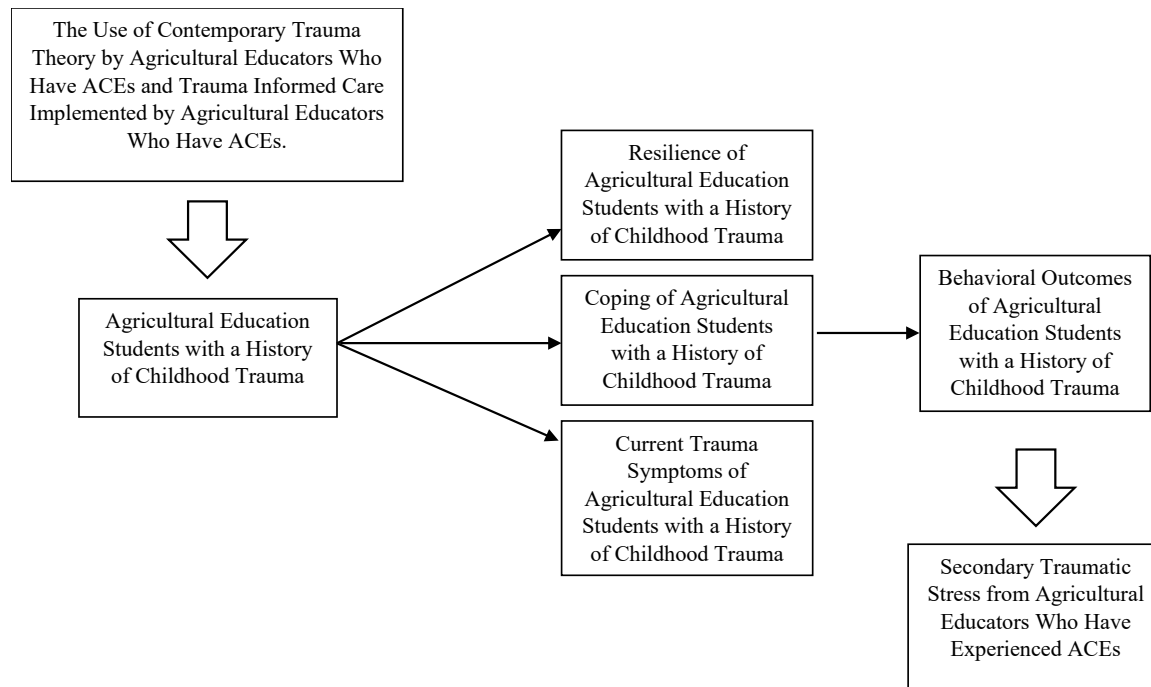 The Use of Contemporary Trauma
Theory by Agricultural Educators Who
Have ACEs and Trauma Informed Care
Implemented by Agricultural Educators
Who Have ACEs.
Agricultural Education
Students with a History
of Childhood Trauma
Resilience of
Agricultural Education
Students with a History
of Childhood Trauma
Coping of Agricultural
Education Students
with a History of
Childhood Trauma
Current Trauma
Symptoms of
Agricultural Education
Students with a History
of Childhood Trauma
Behavioral Outcomes
of Agricultural
Education Students
with a History of
Childhood Trauma
Secondary Traumatic
Stress from Agricultural
Educators Who Have
Experienced ACEs